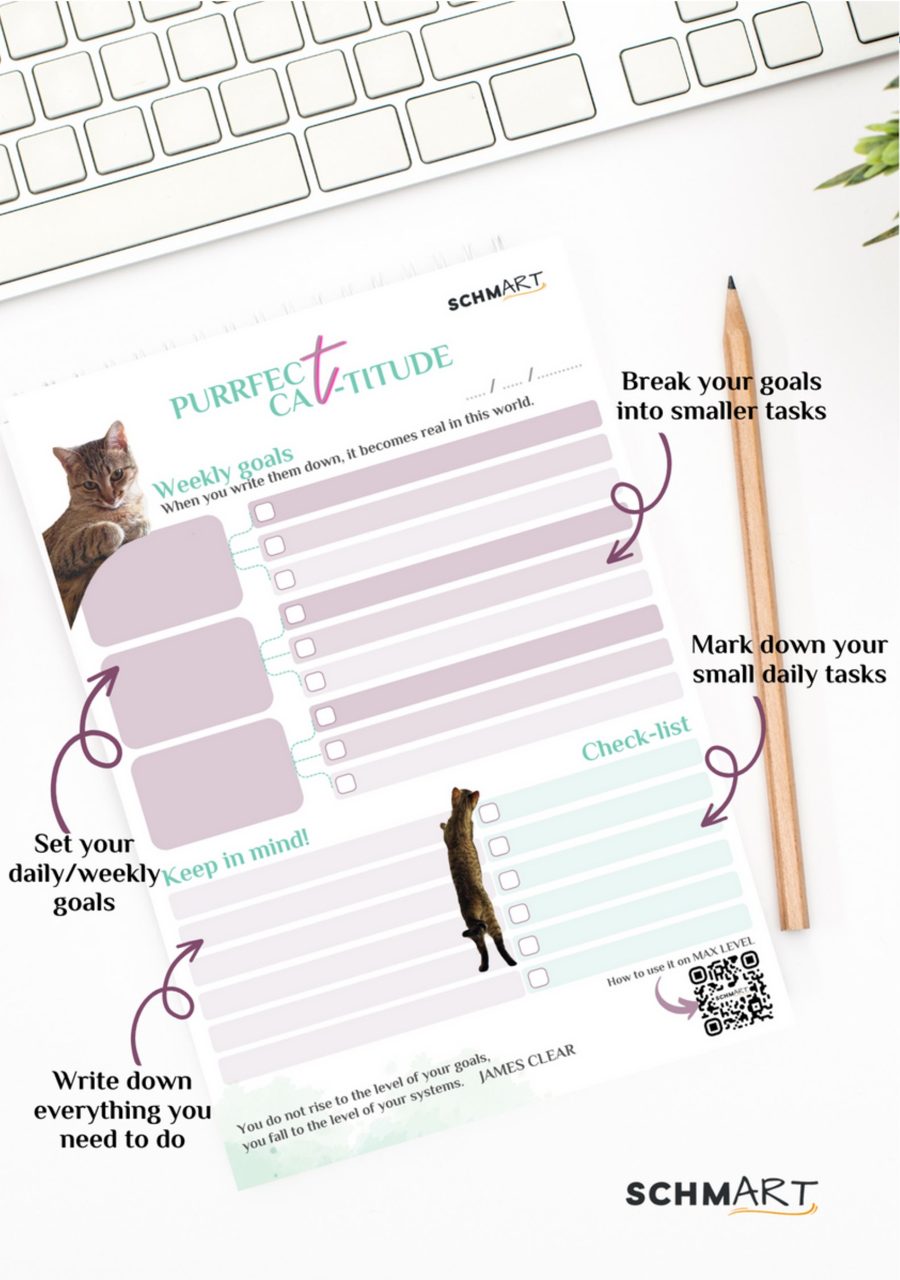 SCHMART
PURRFECT
CAT-TITUDE
..... / ..... / ...........
Weekly goals
When you write them down, it becomes real in this world.
Break your goals
into smaller tasks
Mark down your
small daily tasks
Check-list
Set your
daily/weekly
goals
Keep in mind!
How to use it on MAX LEVEL
SCHMART
Write down
everything you
need to do
You do not rise to the level of your goals,
you fall to the level of your systems. JAMES CLEAR
SCHMART